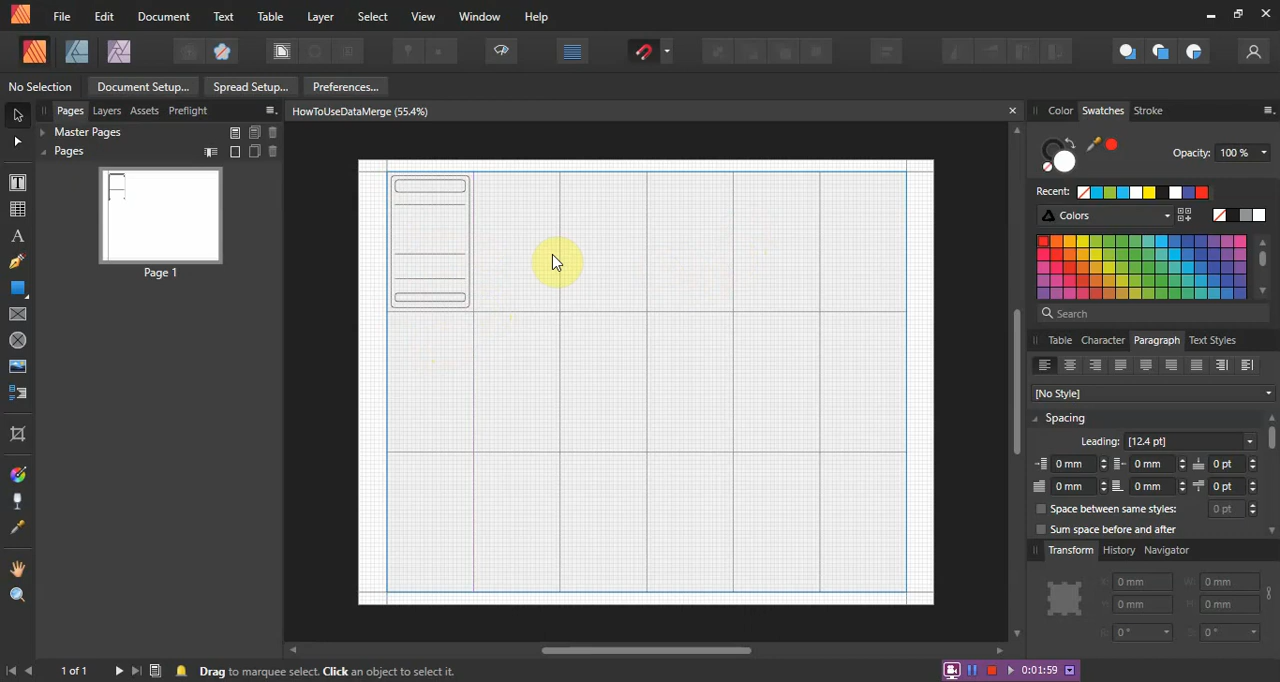 File Edit Document Text Table Layer Select View Window Help
No Selection Document Setup... Spread Setup... Preferences...
Pages Layers Assets Preflight
HowToUseDataMerge (55.4%)
Color Swatches Stroke
Master Pages
Pages
Opacity: 100 %
Recent:
Colors
Page 1
Search
Table Character Paragraph Text Styles
[No Style]
Spacing
Leading: [12.4 pt]
0 mm 0 mm 0 pt
0 mm 0 mm 0 pt
Space between same styles: 0 pt
Sum space before and after
Transform History Navigator
X: 0 mm W: 0 mm
Y: 0 mm H: 0 mm
R: 0 ° S: 0 °
1 of 1 Drag to marquee select. Click an object to select it.
0:01:59